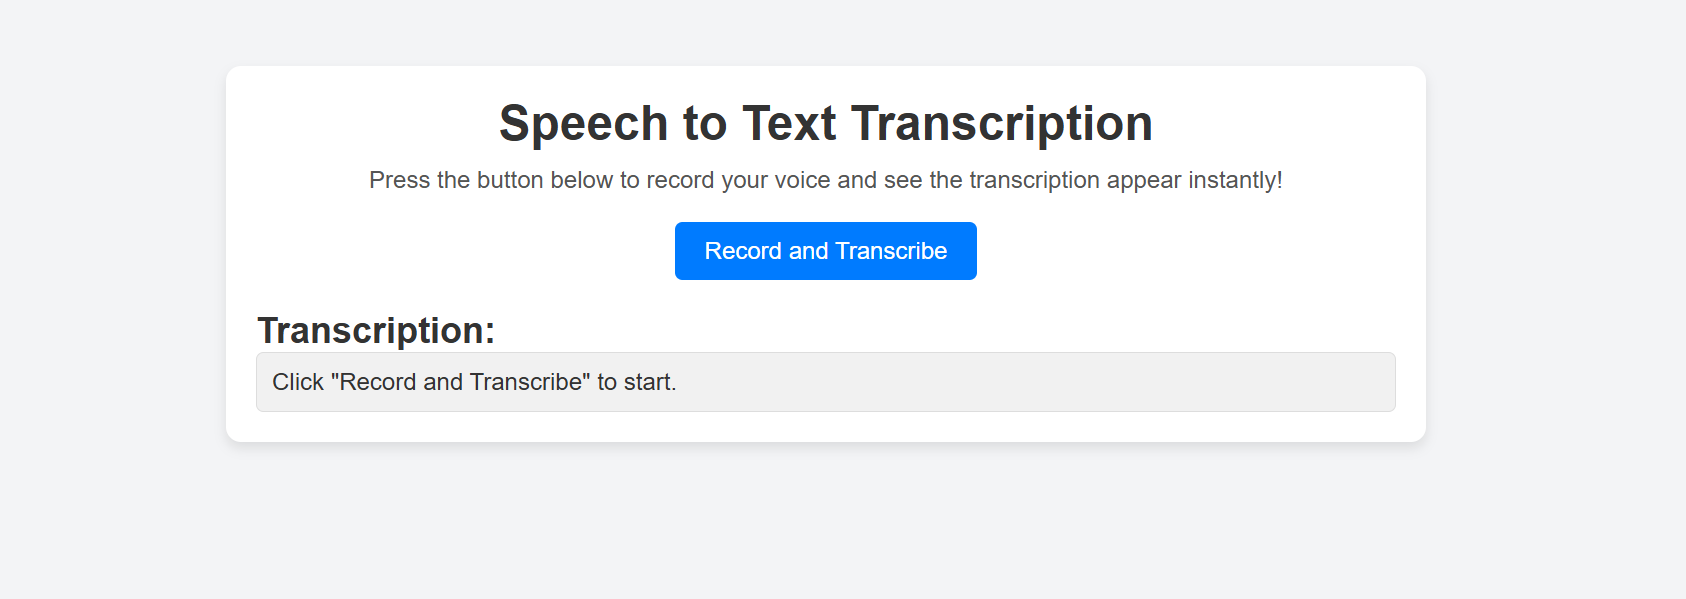 Speech to Text Transcription
Press the button below to record your voice and see the transcription appear instantly!
Record and Transcribe
Transcription:
Click "Record and Transcribe" to start.